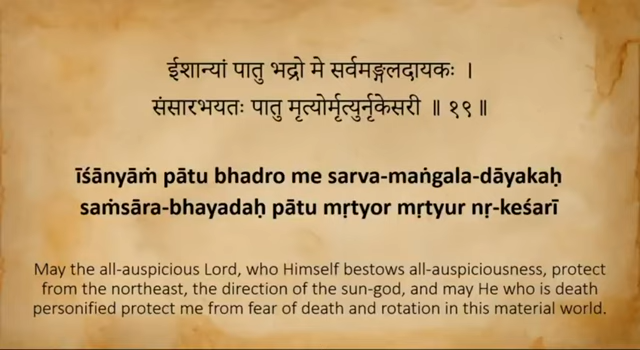 ईशान्यां पातु भद्रो मे सर्वमङ्गलदायकः ।
संसारभयतः पातु मृत्योर्मृत्युर्नृकेसरी ॥ १९॥
īśānyāṁ pātu bhadro me sarva-maṅgala-dāyakaḥ
saṁsāra-bhayadaḥ pātu mṛtyor mṛtyur nṛ-keśarī
May the all-auspicious Lord, who Himself bestows all-auspiciousness, protect
from the northeast, the direction of the sun-god, and may He who is death
personified protect me from fear of death and rotation in this material world.